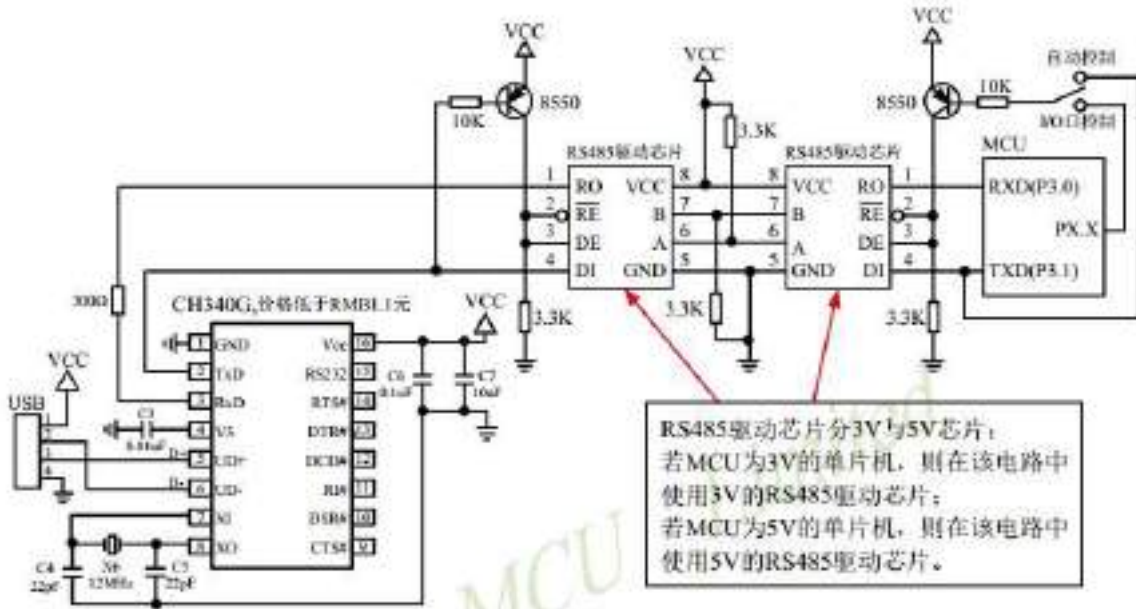 VCC
VCC
VCC
自动控制
8550
8550
10K
10K
I/O口控制
3.3K
MCU
RS485驱动芯片
RS485驱动芯片
1 RO VCC 8
8 VCC RO 1
RXD(P3.0)
2 RE B 7
7 B RE 2
PX.X
3 DE A 6
6 A DE 3
4 DI GND 5
5 GND DI 4
TXD(P3.1)
300Ω
CH340G,价格低于RMB1.1元
VCC
3.3K
3.3K
3.3K
1 GND Vcc 16
2 TxD RS232 15
3 RxD RTS# 14
4 V3 DTR# 13
5 UD+ DCD# 12
6 UD- RI# 11
7 XI DSR# 10
8 XO CTS# 9
C6
0.1uF
C7
10uF
VCC
USB
1
2
3
4
C3
0.01uF
C4
22pF
X6
12MHz
C5
22pF
RS485驱动芯片分3V与5V芯片:
若MCU为3V的单片机,则在该电路中
使用3V的RS485驱动芯片;
若MCU为5V的单片机,则在该电路中
使用5V的RS485驱动芯片。
MCU